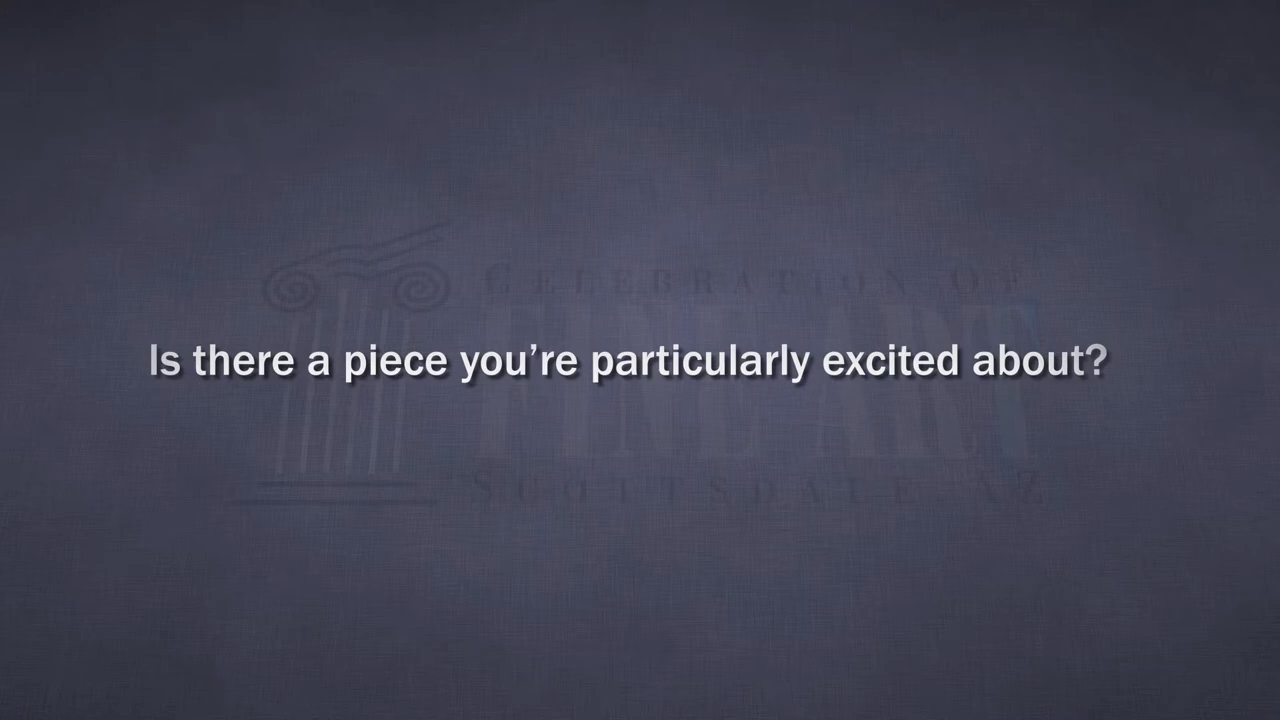 CELEBRATION OF
FINE ART
Is there a piece you’re particularly excited about?
SCOTTSDALE, AZ